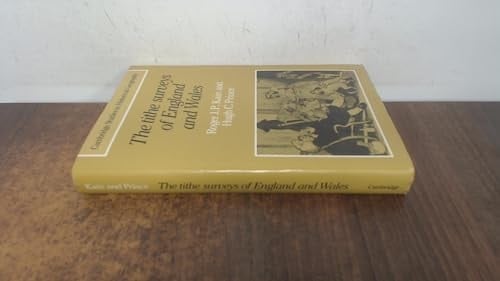 Cambridge Studies in Historical Geography
The tithe surveys
of England
and Wales
Roger J.P. Kain and
Hugh C. Prince
Kain and Prince The tithe surveys of England and Wales Cambridge